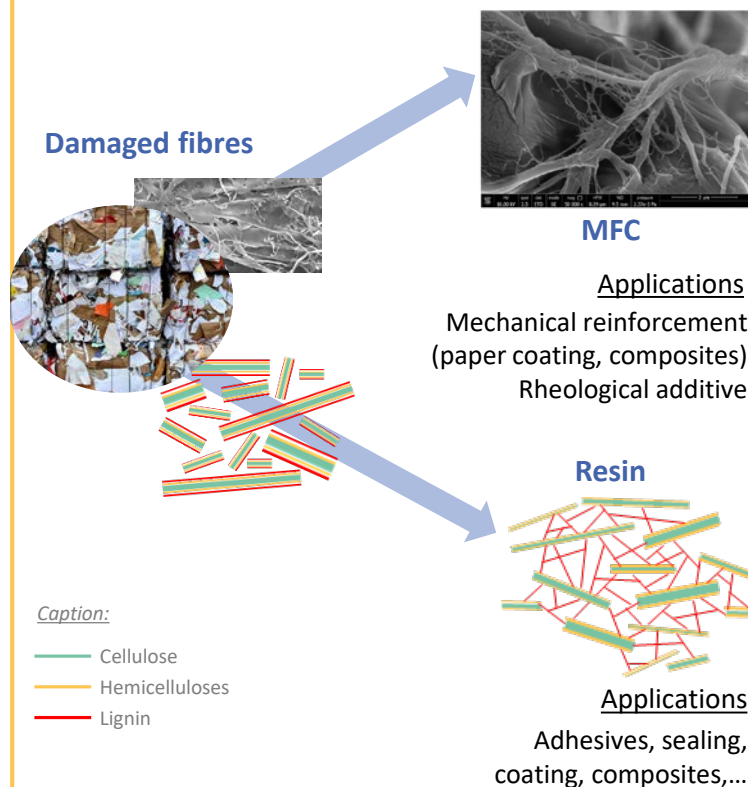 Damaged fibres
MFC
Applications
Mechanical reinforcement
(paper coating, composites)
Rheological additive
Resin
Caption:
Cellulose
Hemicelluloses
Lignin
Applications
Adhesives, sealing,
coating, composites,...